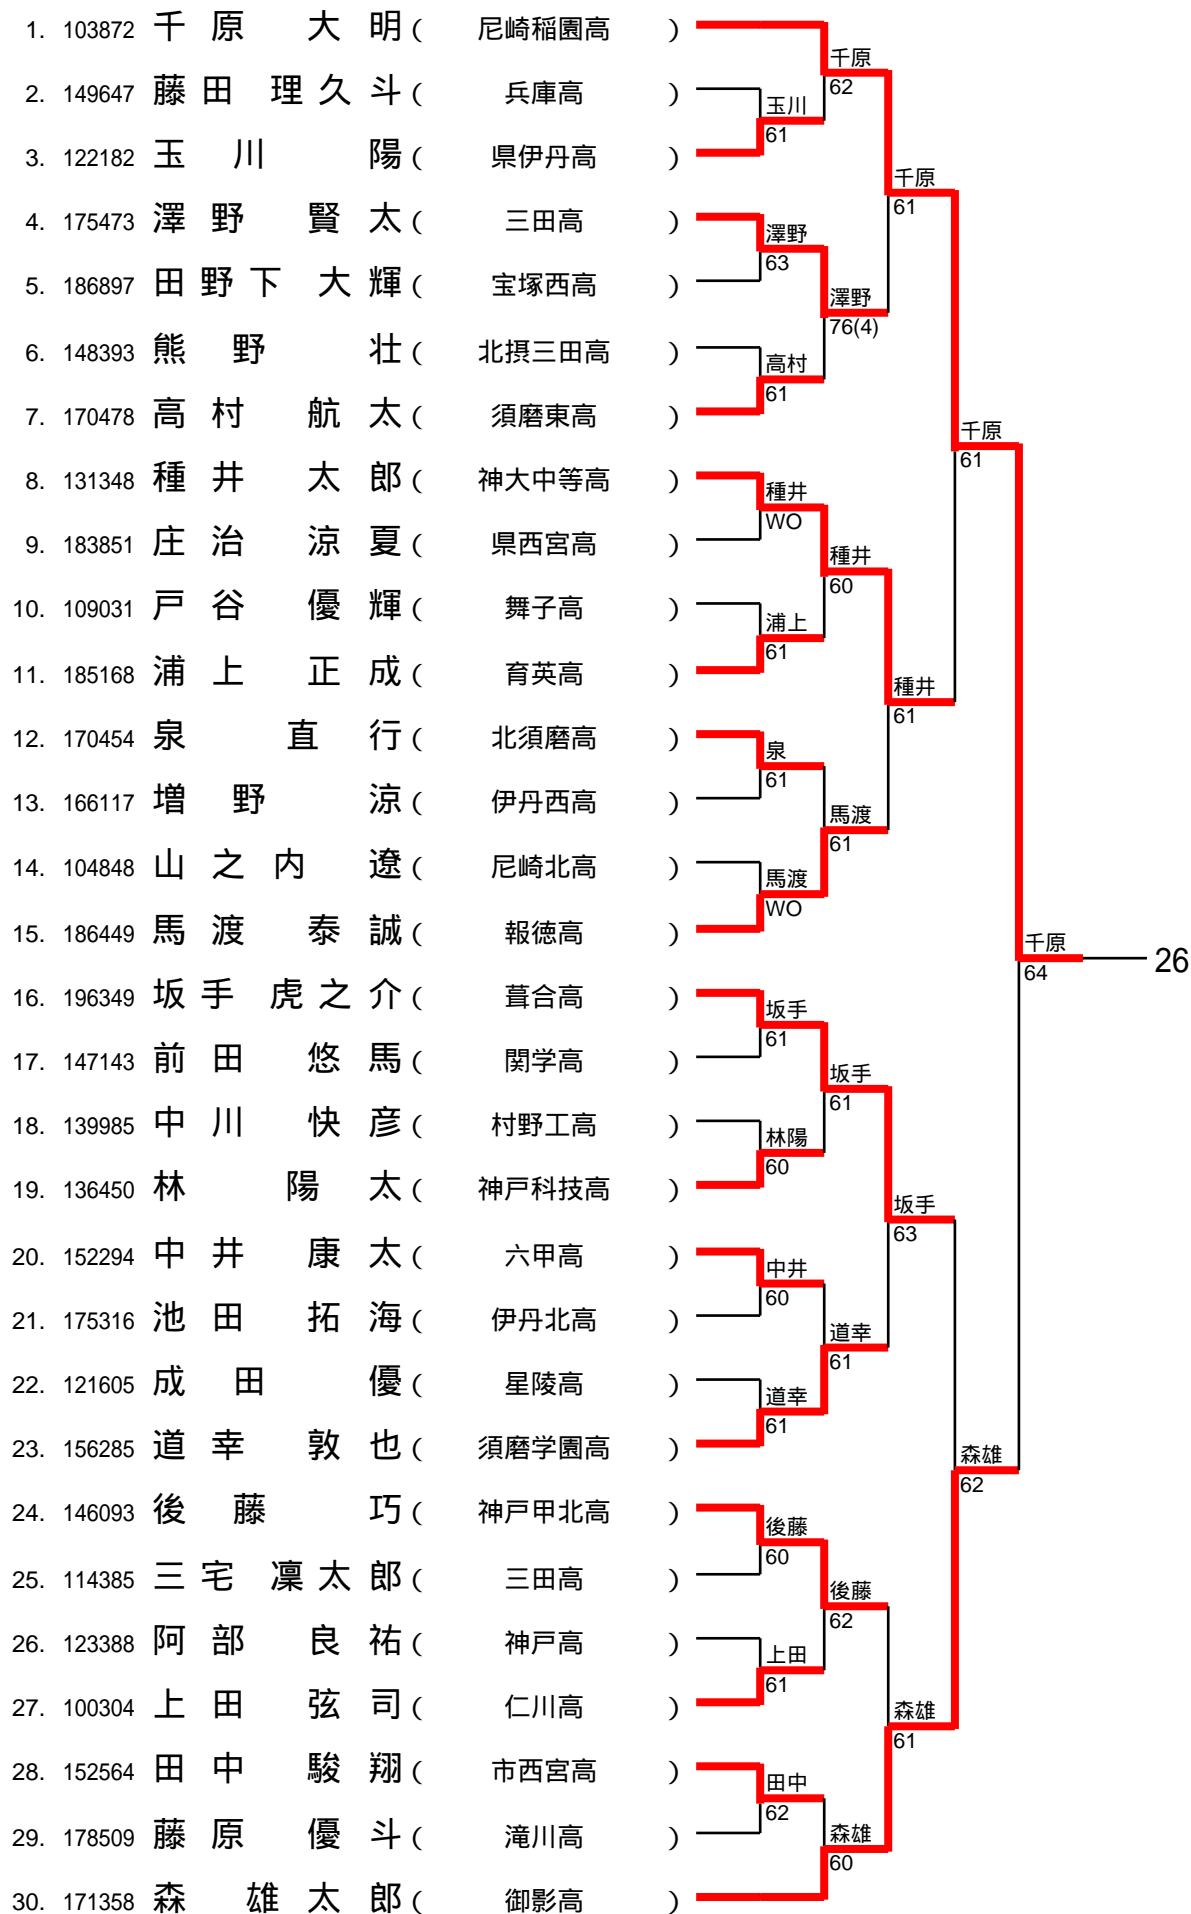 1. 103872 千原 大明 ( 尼崎稲園高 )
千原
62
2. 149647 藤田 理久斗 ( 兵庫高 )
玉川
61
3. 122182 玉川 陽 ( 県伊丹高 )
千原
61
4. 175473 澤野 賢太 ( 三田高 )
澤野
63
5. 186897 田野下 大輝 ( 宝塚西高 )
澤野
76(4)
6. 148393 熊野 壮 ( 北摂三田高 )
高村
61
7. 170478 高村 航太 ( 須磨東高 )
千原
61
8. 131348 種井 太郎 ( 神大中等高 )
種井
WO
9. 183851 庄治 涼夏 ( 県西宮高 )
種井
60
10. 109031 戸谷 優輝 ( 舞子高 )
浦上
61
11. 185168 浦上 正成 ( 育英高 )
種井
61
12. 170454 泉 直行 ( 北須磨高 )
泉
61
13. 166117 増野 涼 ( 伊丹西高 )
馬渡
61
14. 104848 山之内 遼 ( 尼崎北高 )
馬渡
WO
15. 186449 馬渡 泰誠 ( 報徳高 )
千原
64
26
16. 196349 坂手 虎之介 ( 葺合高 )
坂手
61
17. 147143 前田 悠馬 ( 関学高 )
坂手
61
18. 139985 中川 快彦 ( 村野工高 )
林陽
60
19. 136450 林 陽太 ( 神戸科技高 )
坂手
63
20. 152294 中井 康太 ( 六甲高 )
中井
60
21. 175316 池田 拓海 ( 伊丹北高 )
道幸
61
22. 121605 成田 優 ( 星陵高 )
道幸
61
23. 156285 道幸 敦也 ( 須磨学園高 )
森雄
62
24. 146093 後藤 巧 ( 神戸甲北高 )
後藤
60
25. 114385 三宅 凜太郎 ( 三田高 )
後藤
62
26. 123388 阿部 良祐 ( 神戸高 )
上田
61
27. 100304 上田 弦司 ( 仁川高 )
森雄
61
28. 152564 田中 駿翔 ( 市西宮高 )
田中
62
29. 178509 藤原 優斗 ( 滝川高 )
森雄
60
30. 171358 森 雄太郎 ( 御影高 )